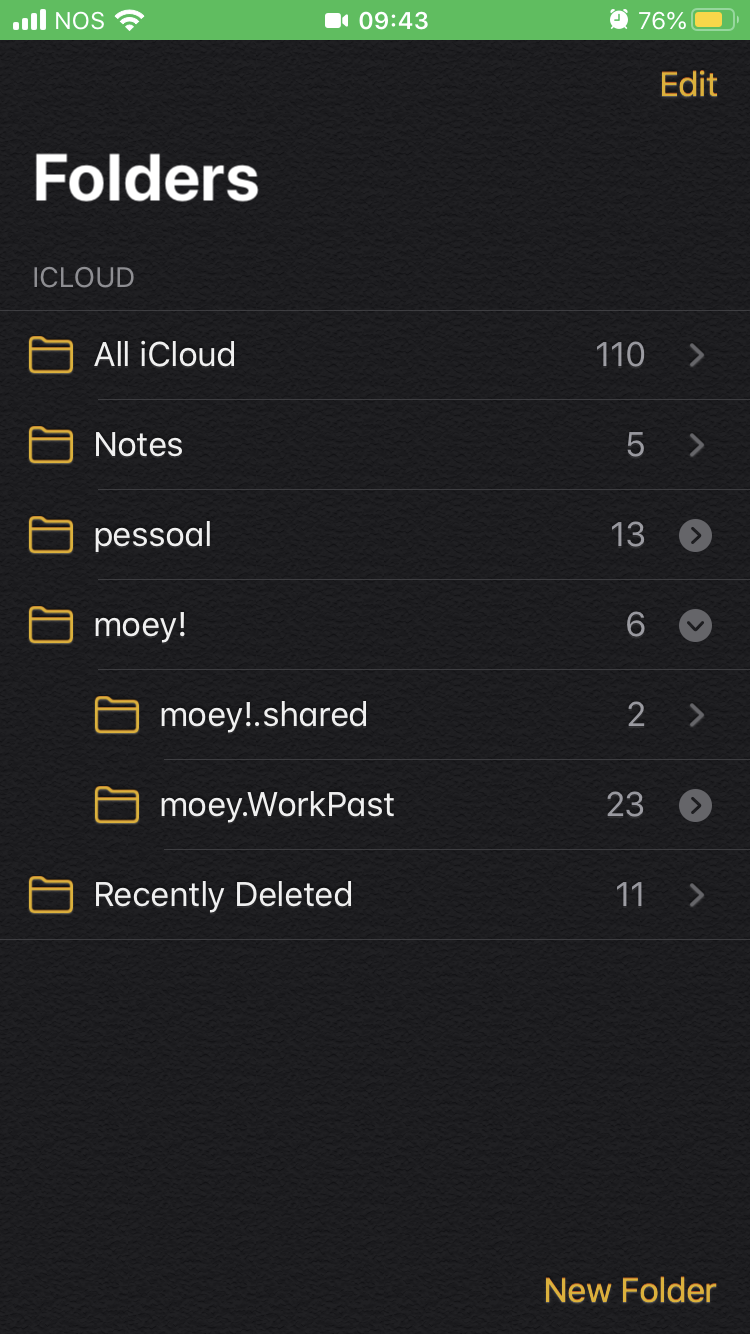 NOS 09:43 76%
Edit
Folders
ICLOUD
All iCloud 110
Notes 5
pessoal 13
moey! 6
moey!.shared 2
moey.WorkPast 23
Recently Deleted 11
New Folder